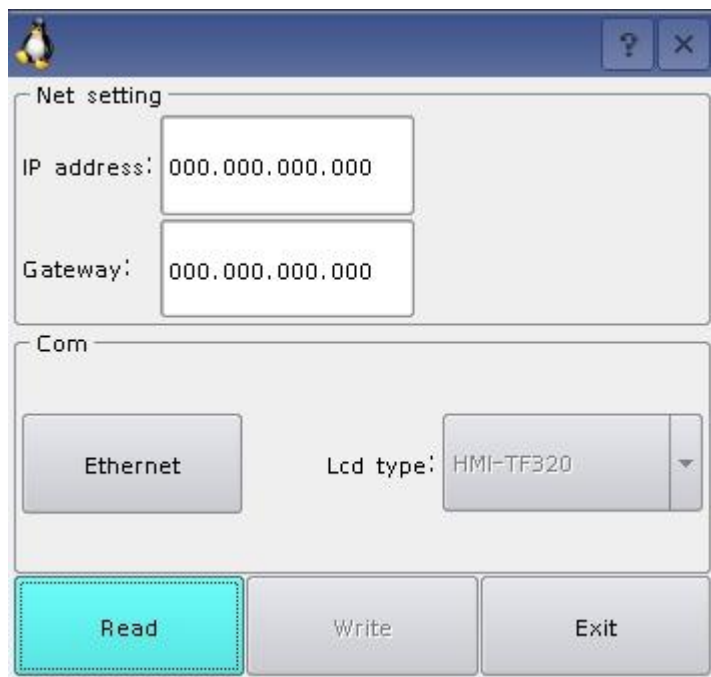 ?
×
Net setting
IP address: 000.000.000.000
Gateway: 000.000.000.000
Com
Ethernet
Lcd type: HMI-TF320
Read
Write
Exit